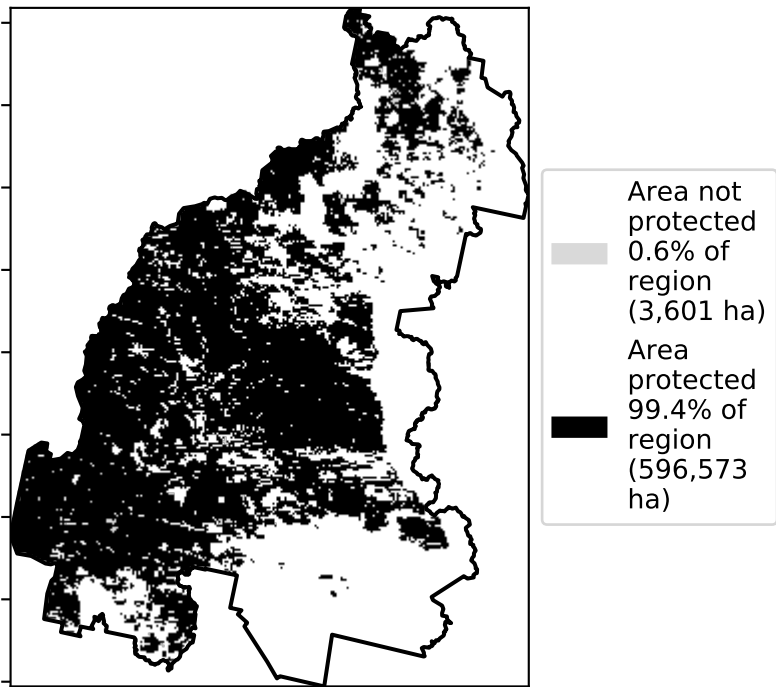 Area not
protected
0.6% of
region
(3,601 ha)
Area
protected
99.4% of
region
(596,573
ha)